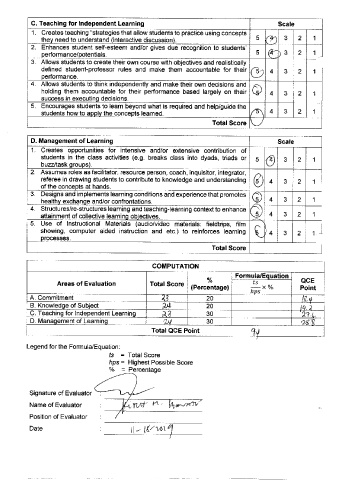 C. Teaching for Independent Learning Scale
1. Creates teaching strategies that allow students to practice using concepts they need to understand (interactive discussion). 5 4 3 2 1
2. Enhances student self-esteem and/or gives due recognition to students' performance/potentials. 5 4 3 2 1
3. Allows students to create their own course with objectives and realistically defined student-professor rules and make them accountable for their performance. 5 4 3 2 1
4. Allows students to think independently and make their own decisions and holding them accountable for their performance based largely on their success in executing decisions. 5 4 3 2 1
5. Encourages students to learn beyond what is required and help/guide the students how to apply the concepts learned. 5 4 3 2 1
Total Score
D. Management of Learning Scale
1. Creates opportunities for intensive and/or extensive contribution of students in the class activities (e.g. breaks class into dyads, triads or buzz/task groups). 5 4 3 2 1
2. Assumes roles as facilitator, resource person, coach, inquisitor, integrator, referee in drawing students to contribute to knowledge and understanding of the concepts at hands. 5 4 3 2 1
3. Designs and implements learning conditions and experience that promotes healthy exchange and/or confrontations. 5 4 3 2 1
4. Structures/re-structures learning and teaching-learning context to enhance attainment of collective learning objectives. 5 4 3 2 1
5. Use of Instructional Materials (audio/video materials: fieldtrips, film showing, computer aided instruction and etc.) to reinforces learning processes. 5 4 3 2 1
Total Score
COMPUTATION
Areas of Evaluation Total Score % (Percentage) Formula/Equation ts/hps x % QCE Point
A. Commitment 23 20 18.4
B. Knowledge of Subject 24 20 19.2
C. Teaching for Independent Learning 23 30 27.6
D. Management of Learning 24 30 28.8
Total QCE Point 94
Legend for the Formula/Equation:
ts = Total Score
hps = Highest Possible Score
% = Percentage
Signature of Evaluator :
Name of Evaluator :
Position of Evaluator :
Date : 11-18/2019